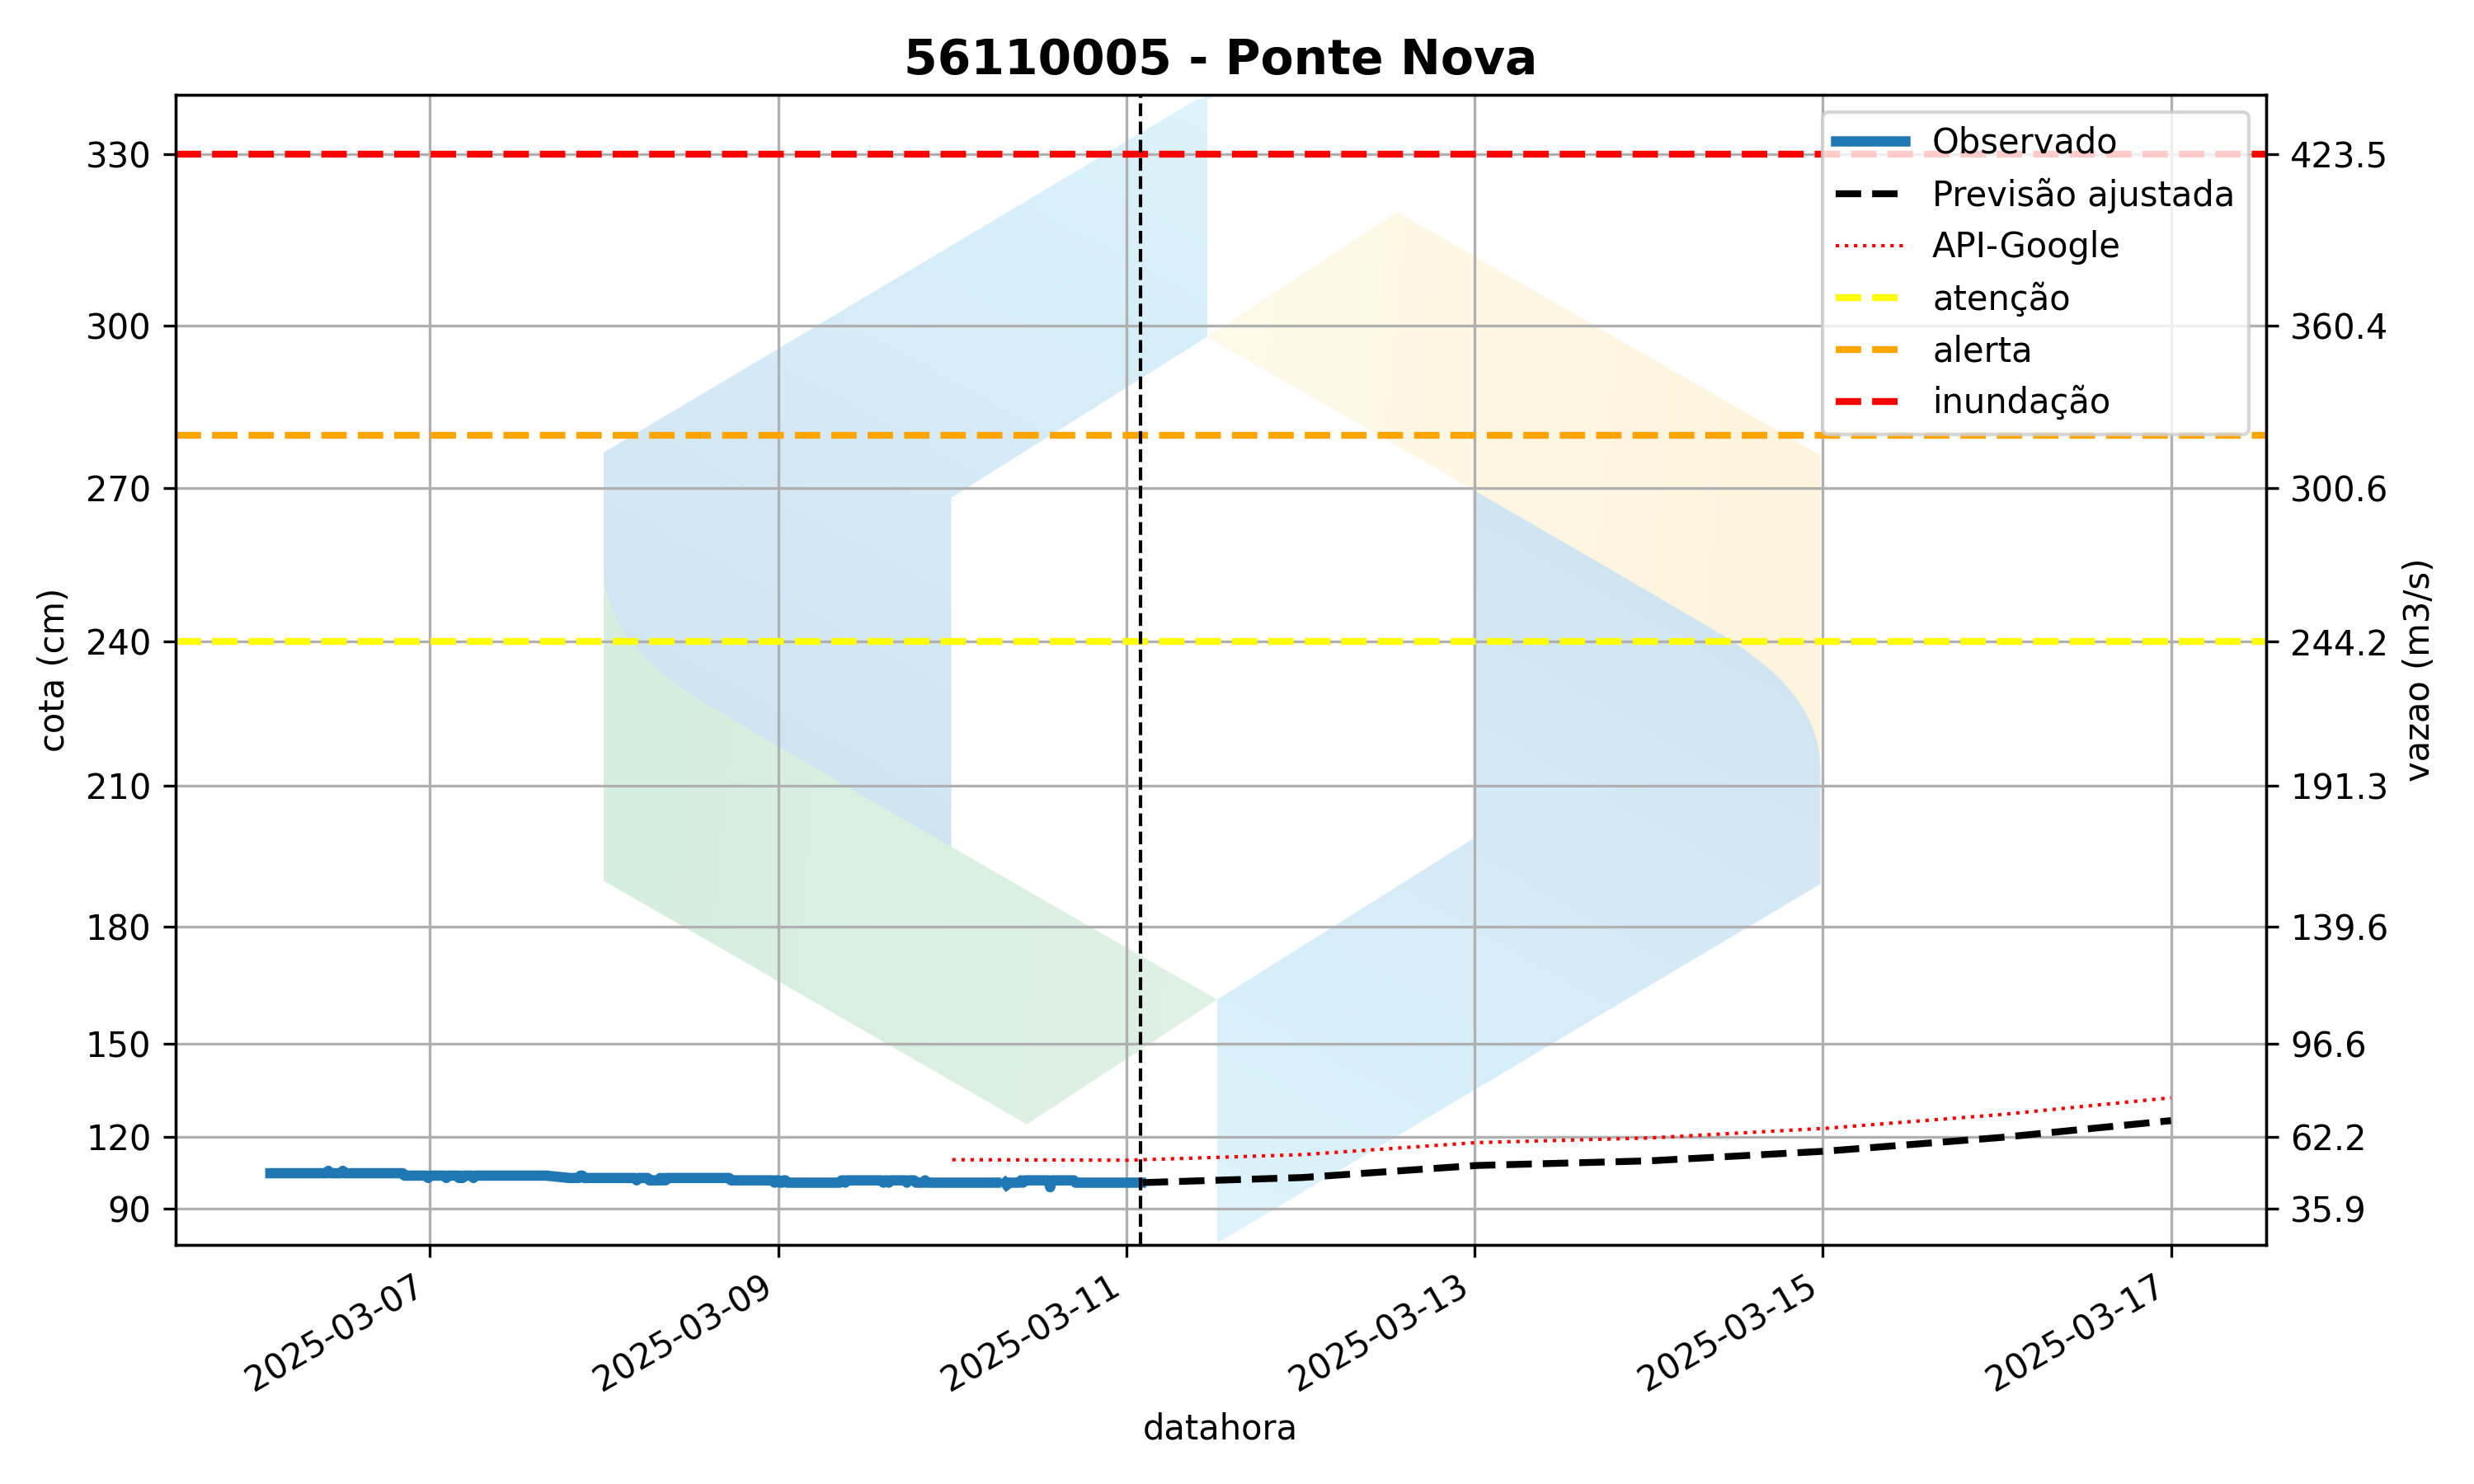 56110005 - Ponte Nova
Observado
Previsão ajustada
API-Google
atenção
alerta
inundação
cota (cm)
330
300
270
240
210
180
150
120
90
423.5
360.4
300.6
244.2
191.3
139.6
96.6
62.2
35.9
vazao (m3/s)
2025-03-07
2025-03-09
2025-03-11
2025-03-13
2025-03-15
2025-03-17
datahora